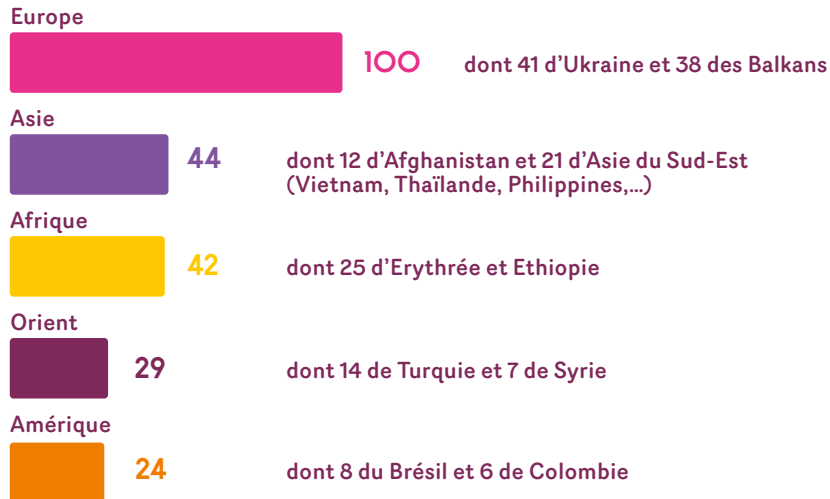 Europe
100 dont 41 d’Ukraine et 38 des Balkans
Asie
44 dont 12 d’Afghanistan et 21 d’Asie du Sud-Est
(Vietnam, Thaïlande, Philippines,...)
Afrique
42 dont 25 d’Erythrée et Ethiopie
Orient
29 dont 14 de Turquie et 7 de Syrie
Amérique
24 dont 8 du Brésil et 6 de Colombie